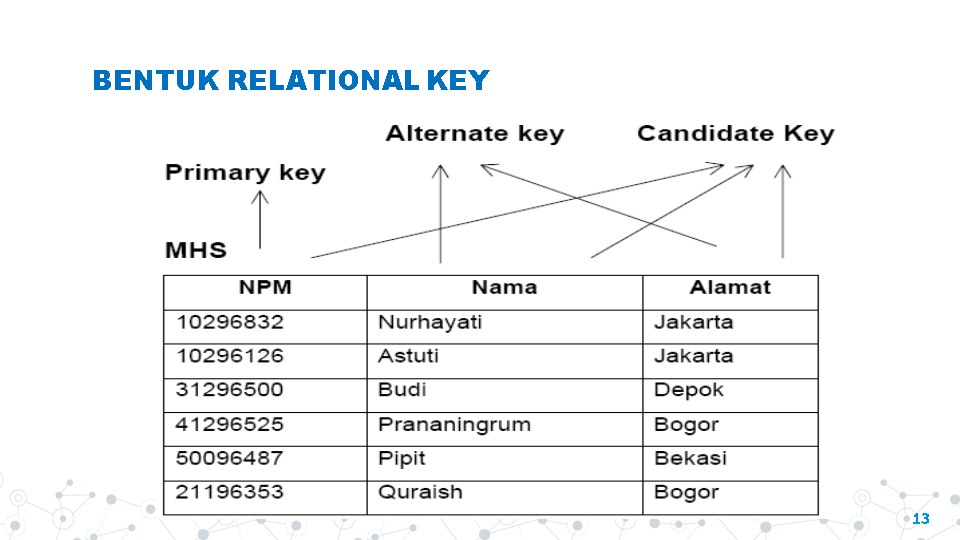 BENTUK RELATIONAL KEY
Alternate key Candidate Key
Primary key
MHS
NPM Nama Alamat
10296832 Nurhayati Jakarta
10296126 Astuti Jakarta
31296500 Budi Depok
41296525 Prananingrum Bogor
50096487 Pipit Bekasi
21196353 Quraish Bogor
13